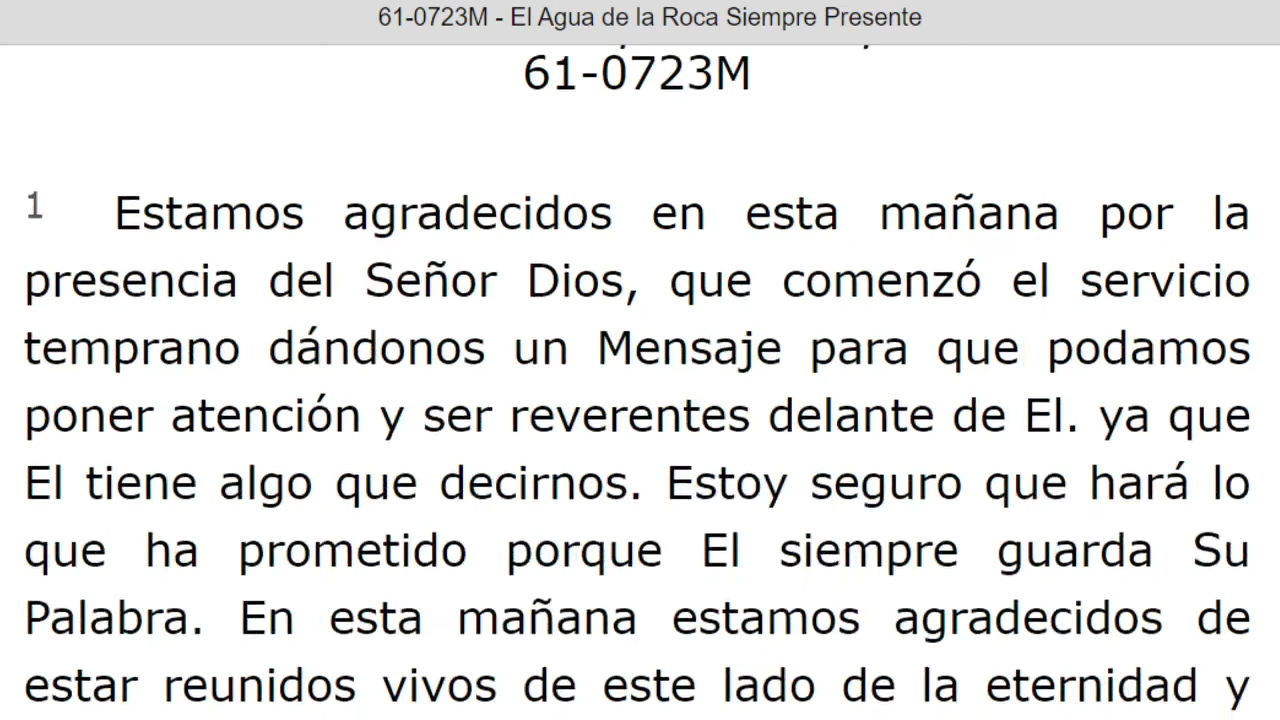 61-0723M - El Agua de la Roca Siempre Presente
61-0723M
1 Estamos agradecidos en esta mañana por la
presencia del Señor Dios, que comenzó el servicio
temprano dándonos un Mensaje para que podamos
poner atención y ser reverentes delante de El. ya que
El tiene algo que decirnos. Estoy seguro que hará lo
que ha prometido porque El siempre guarda Su
Palabra. En esta mañana estamos agradecidos de
estar reunidos vivos de este lado de la eternidad y